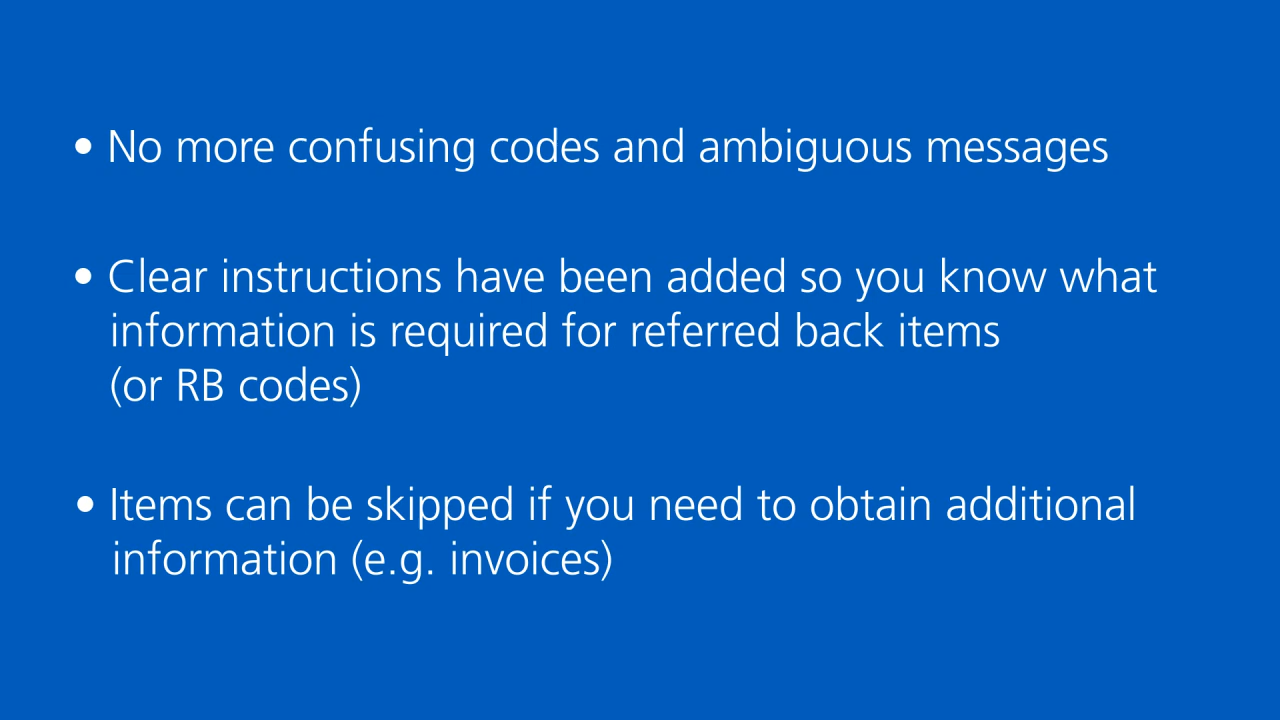 • No more confusing codes and ambiguous messages
• Clear instructions have been added so you know what
information is required for referred back items
(or RB codes)
• Items can be skipped if you need to obtain additional
information (e.g. invoices)